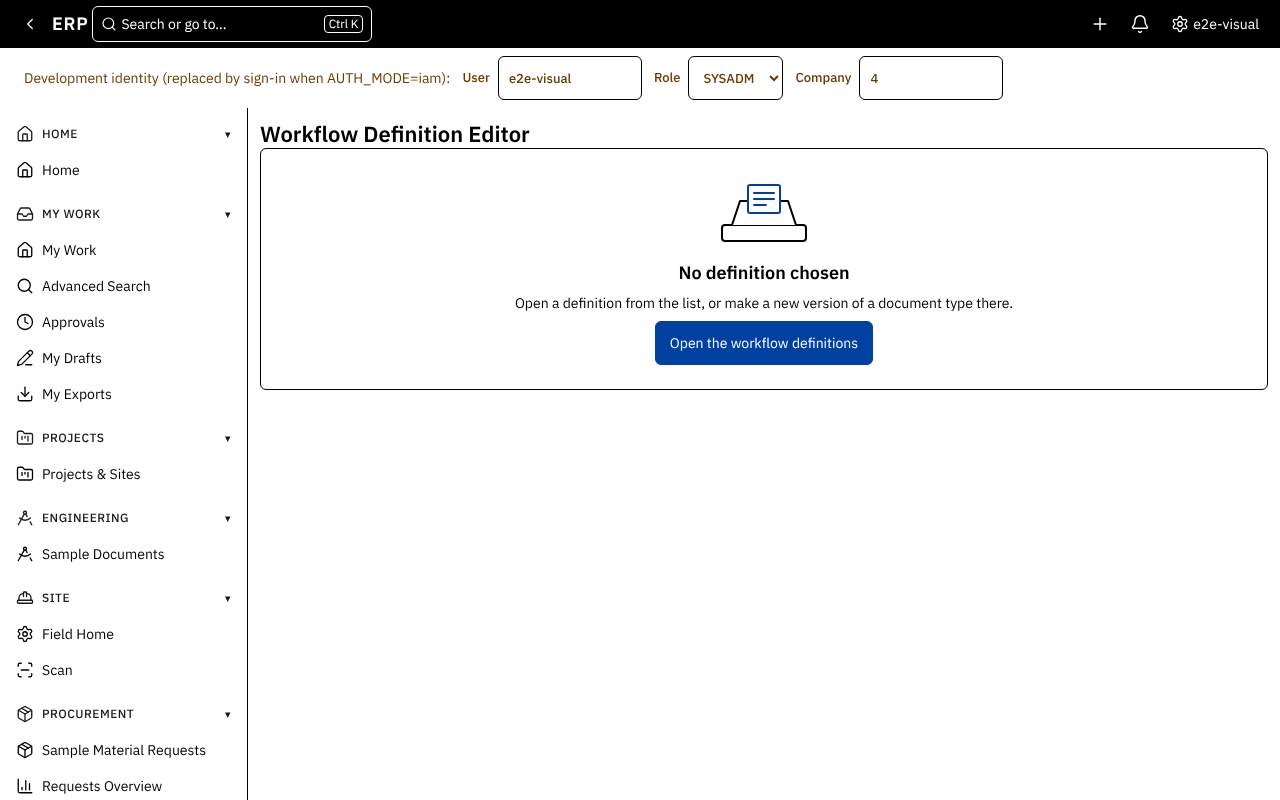 ERP
Search or go to...
Ctrl K
e2e-visual
Development identity (replaced by sign-in when AUTH_MODE=iam):
User
e2e-visual
Role
SYSADM
Company
4
HOME
Home
MY WORK
My Work
Advanced Search
Approvals
My Drafts
My Exports
PROJECTS
Projects & Sites
ENGINEERING
Sample Documents
SITE
Field Home
Scan
PROCUREMENT
Sample Material Requests
Requests Overview
Workflow Definition Editor
No definition chosen
Open a definition from the list, or make a new version of a document type there.
Open the workflow definitions